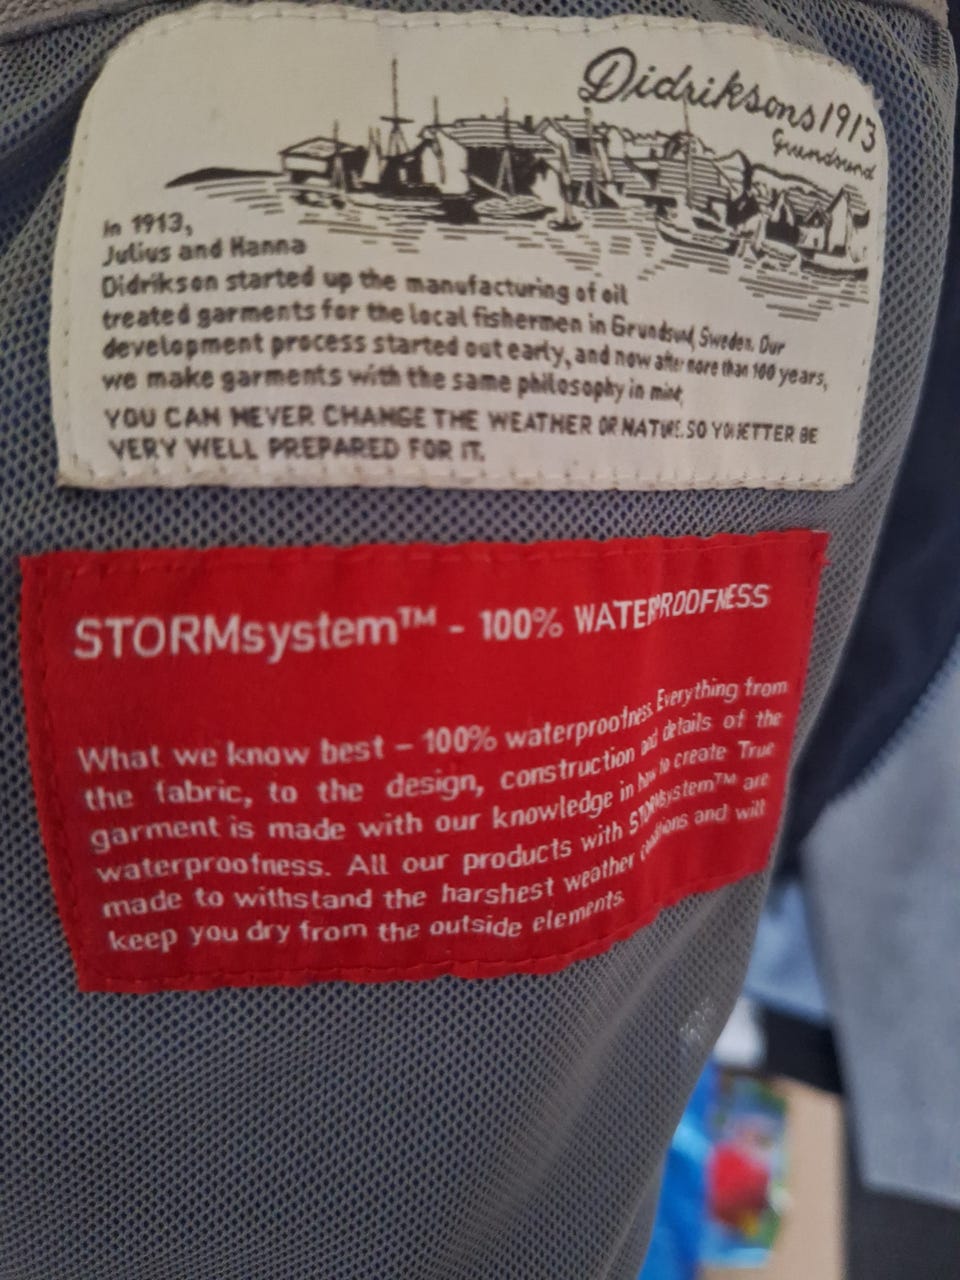 Didriksons1913
Grundsund
In 1913,
Julius and Hanna
Didrikson started up the manufacturing of oil
treated garments for the local fishermen in Grundsund, Sweden. Our
development process started out early, and now after more than 100 years,
we make garments with the same philosophy in mind,
YOU CAN NEVER CHANGE THE WEATHER OR NATURE. SO YOU BETTER BE
VERY WELL PREPARED FOR IT.
STORMsystem™ - 100% WATERPROOFNESS
What we know best – 100% waterproofness. Everything from
the fabric, to the design, construction and details of the
garment is made with our knowledge in how to create True
waterproofness. All our products with STORMsystem™ are
made to withstand the harshest weather conditions and will
keep you dry from the outside elements.